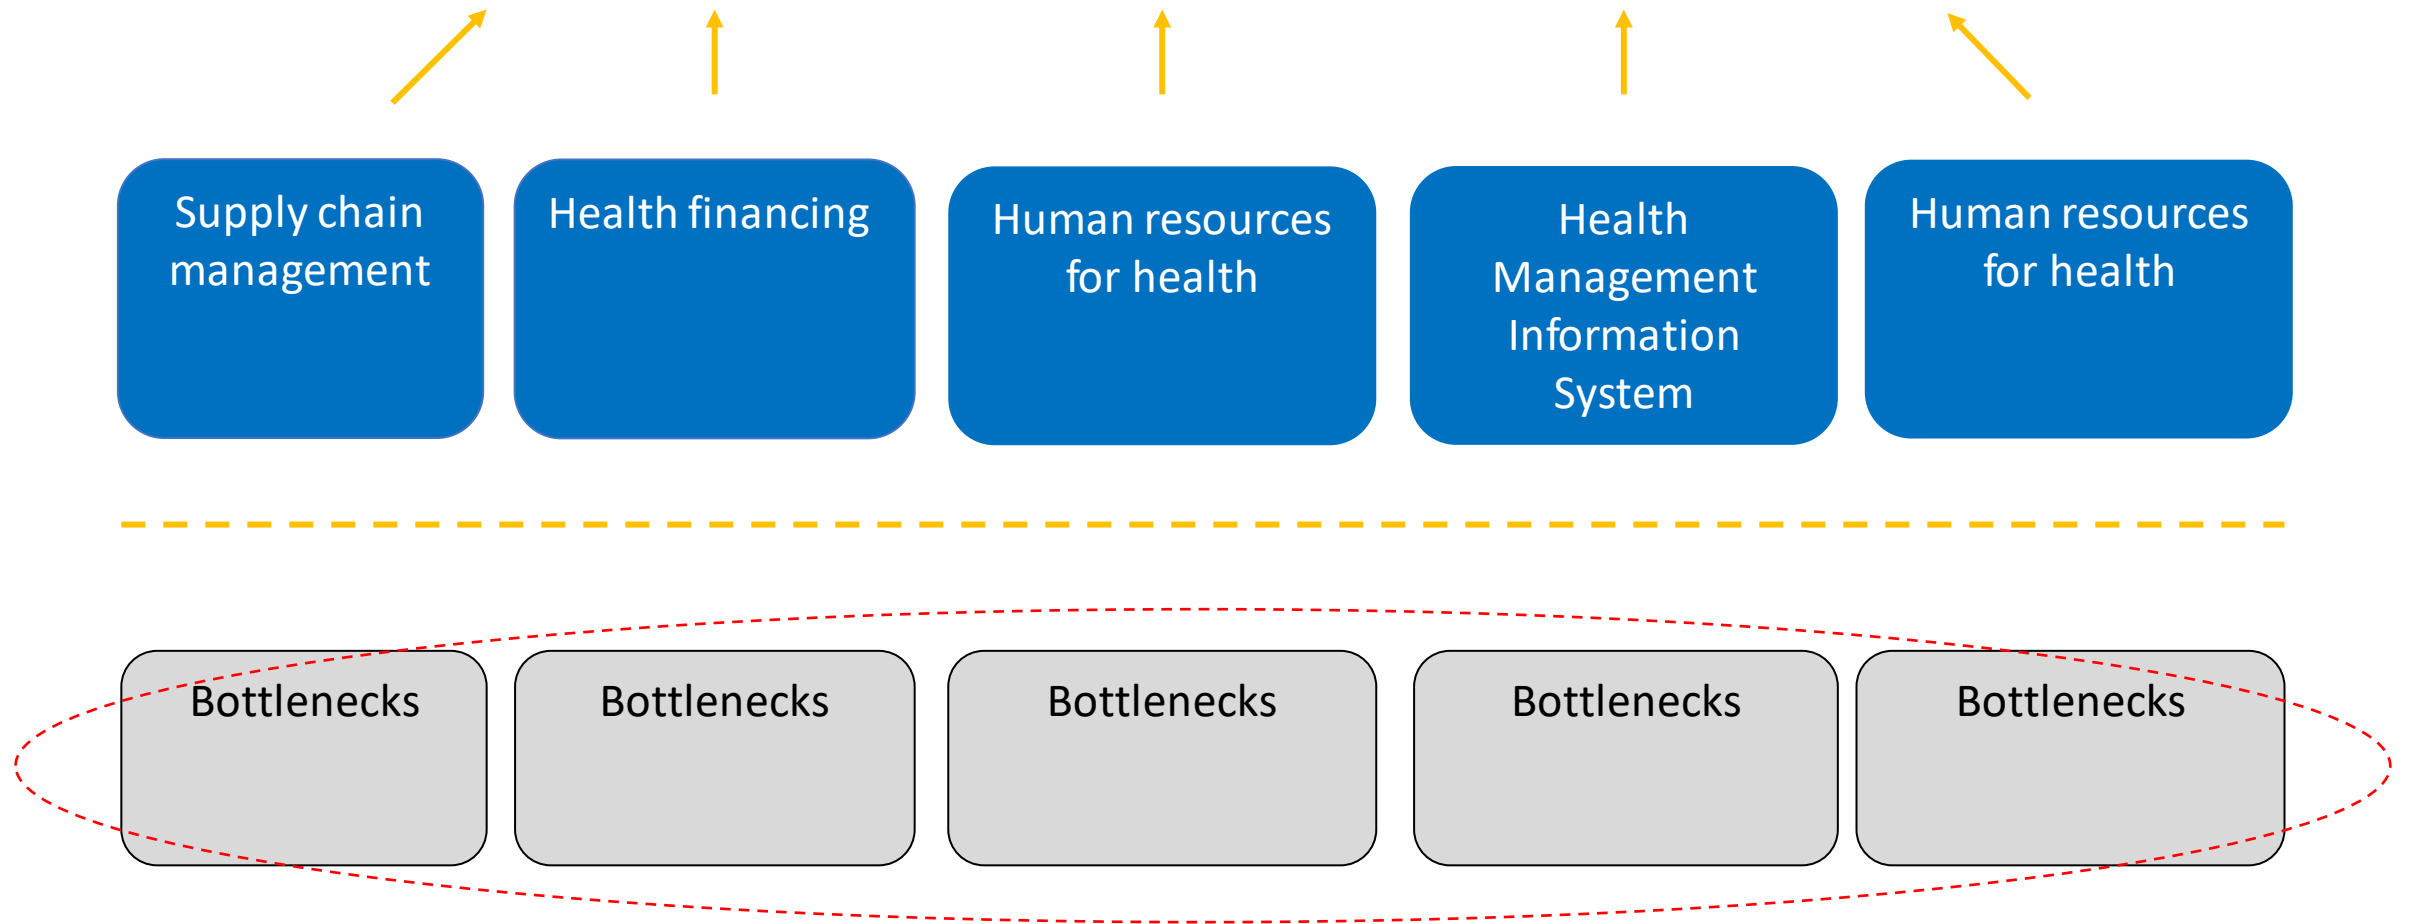 Supply chain
management
Health financing
Human resources
for health
Health
Management
Information
System
Human resources
for health
Bottlenecks
Bottlenecks
Bottlenecks
Bottlenecks
Bottlenecks